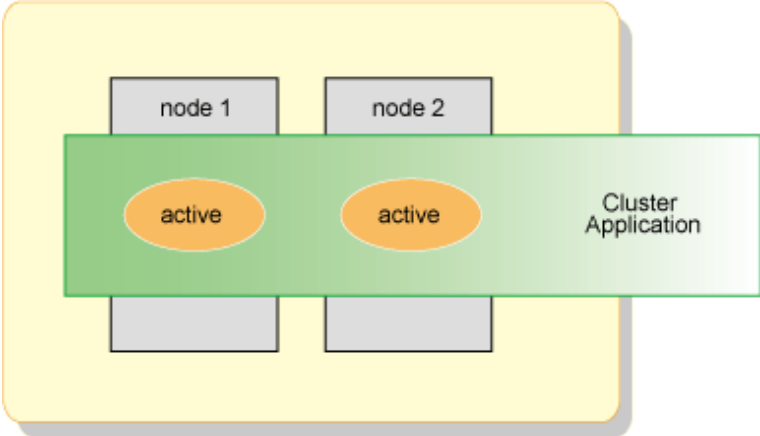 node 1
node 2
active
active
Cluster
Application